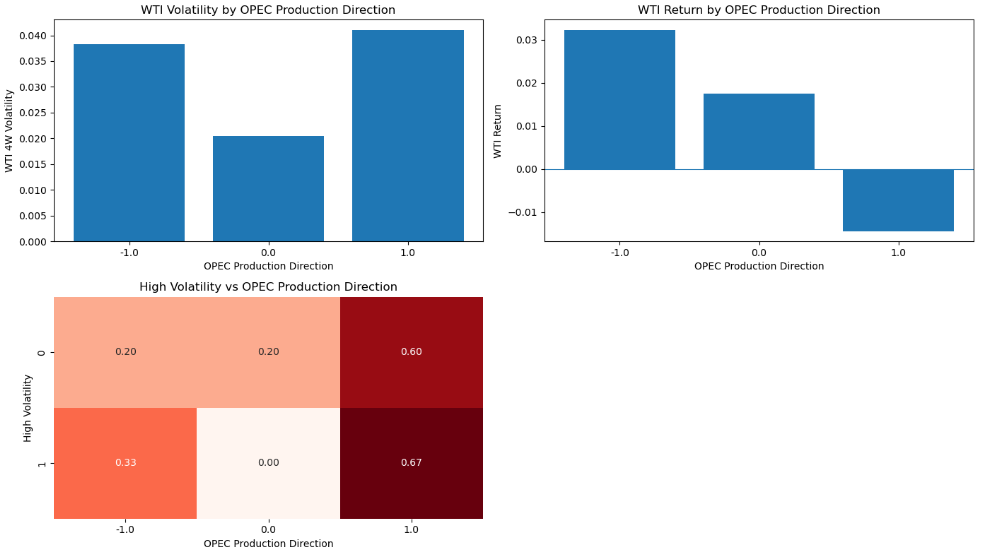 WTI Volatility by OPEC Production Direction
WTI 4W Volatility
0.040
0.035
0.030
0.025
0.020
0.015
0.010
0.005
0.000
-1.0 0.0 1.0
OPEC Production Direction
WTI Return by OPEC Production Direction
WTI Return
0.03
0.02
0.01
0.00
−0.01
-1.0 0.0 1.0
OPEC Production Direction
High Volatility vs OPEC Production Direction
High Volatility
0 0.20 0.20 0.60
1 0.33 0.00 0.67
-1.0 0.0 1.0
OPEC Production Direction